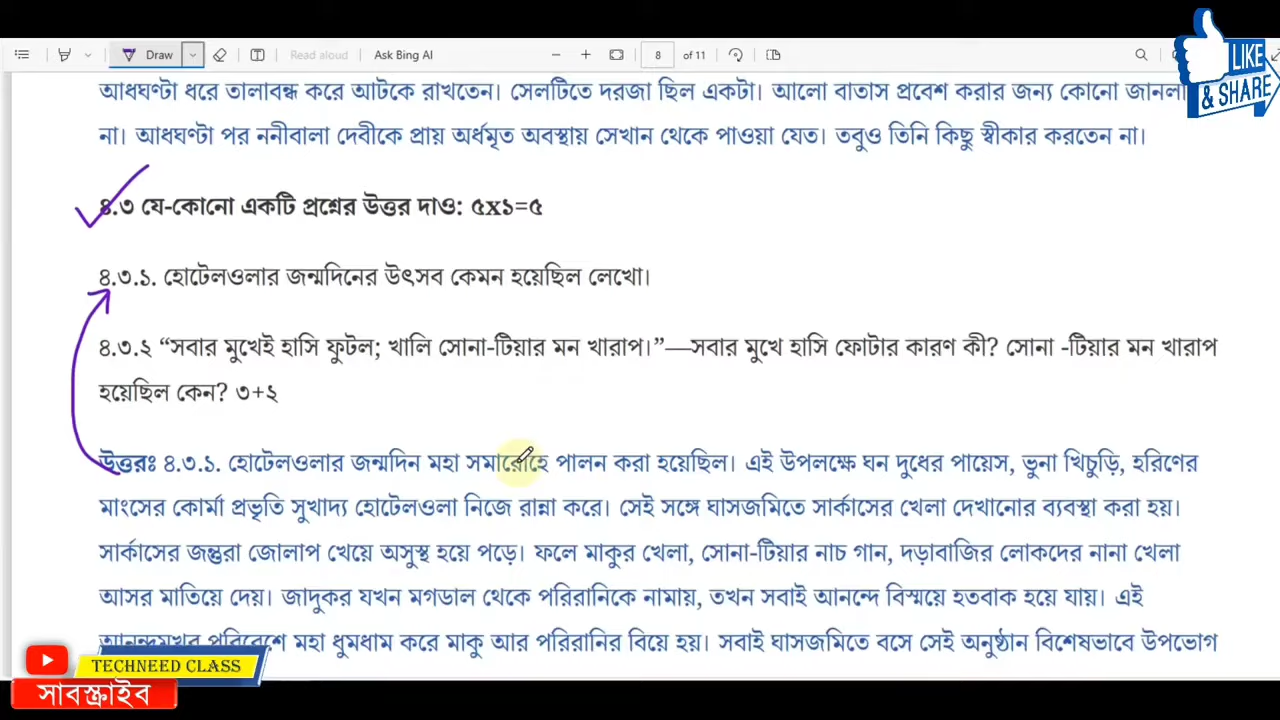 Draw
Read aloud
Ask Bing AI
8
of 11
LIKE
& SHARE
আধঘণ্টা ধরে তালাবন্ধ করে আটকে রাখতেন। সেলটিতে দরজা ছিল একটা। আলো বাতাস প্রবেশ করার জন্য কোনো জানলা
না। আধঘণ্টা পর ননীবালা দেবীকে প্রায় অর্ধমৃত অবস্থায় সেখান থেকে পাওয়া যেত। তবুও তিনি কিছু স্বীকার করতেন না।
৪.৩ যে-কোনো একটি প্রশ্নের উত্তর দাও: ৫x১=৫
৪.৩.১. হোটেলওলার জন্মদিনের উৎসব কেমন হয়েছিল লেখো।
৪.৩.২ “সবার মুখেই হাসি ফুটল; খালি সোনা-টিয়ার মন খারাপ।”—সবার মুখে হাসি ফোটার কারণ কী? সোনা -টিয়ার মন খারাপ
হয়েছিল কেন? ৩+২
উত্তরঃ ৪.৩.১. হোটেলওলার জন্মদিন মহা সমারোহে পালন করা হয়েছিল। এই উপলক্ষে ঘন দুধের পায়েস, ভুনা খিচুড়ি, হরিণের
মাংসের কোর্মা প্রভৃতি সুখাদ্য হোটেলওলা নিজে রান্না করে। সেই সঙ্গে ঘাসজমিতে সার্কাসের খেলা দেখানোর ব্যবস্থা করা হয়।
সার্কাসের জন্তুরা জোলাপ খেয়ে অসুস্থ হয়ে পড়ে। ফলে মাকুর খেলা, সোনা-টিয়ার নাচ গান, দড়াবাজির লোকদের নানা খেলা
আসর মাতিয়ে দেয়। জাদুকর যখন মগডাল থেকে পরিরানিকে নামায়, তখন সবাই আনন্দে বিস্ময়ে হতবাক হয়ে যায়। এই
আনন্দমুখর পরিবেশে মহা ধুমধাম করে মাকু আর পরিরানির বিয়ে হয়। সবাই ঘাসজমিতে বসে সেই অনুষ্ঠান বিশেষভাবে উপভোগ
TECHNEED CLASS
সাবস্ক্রাইব